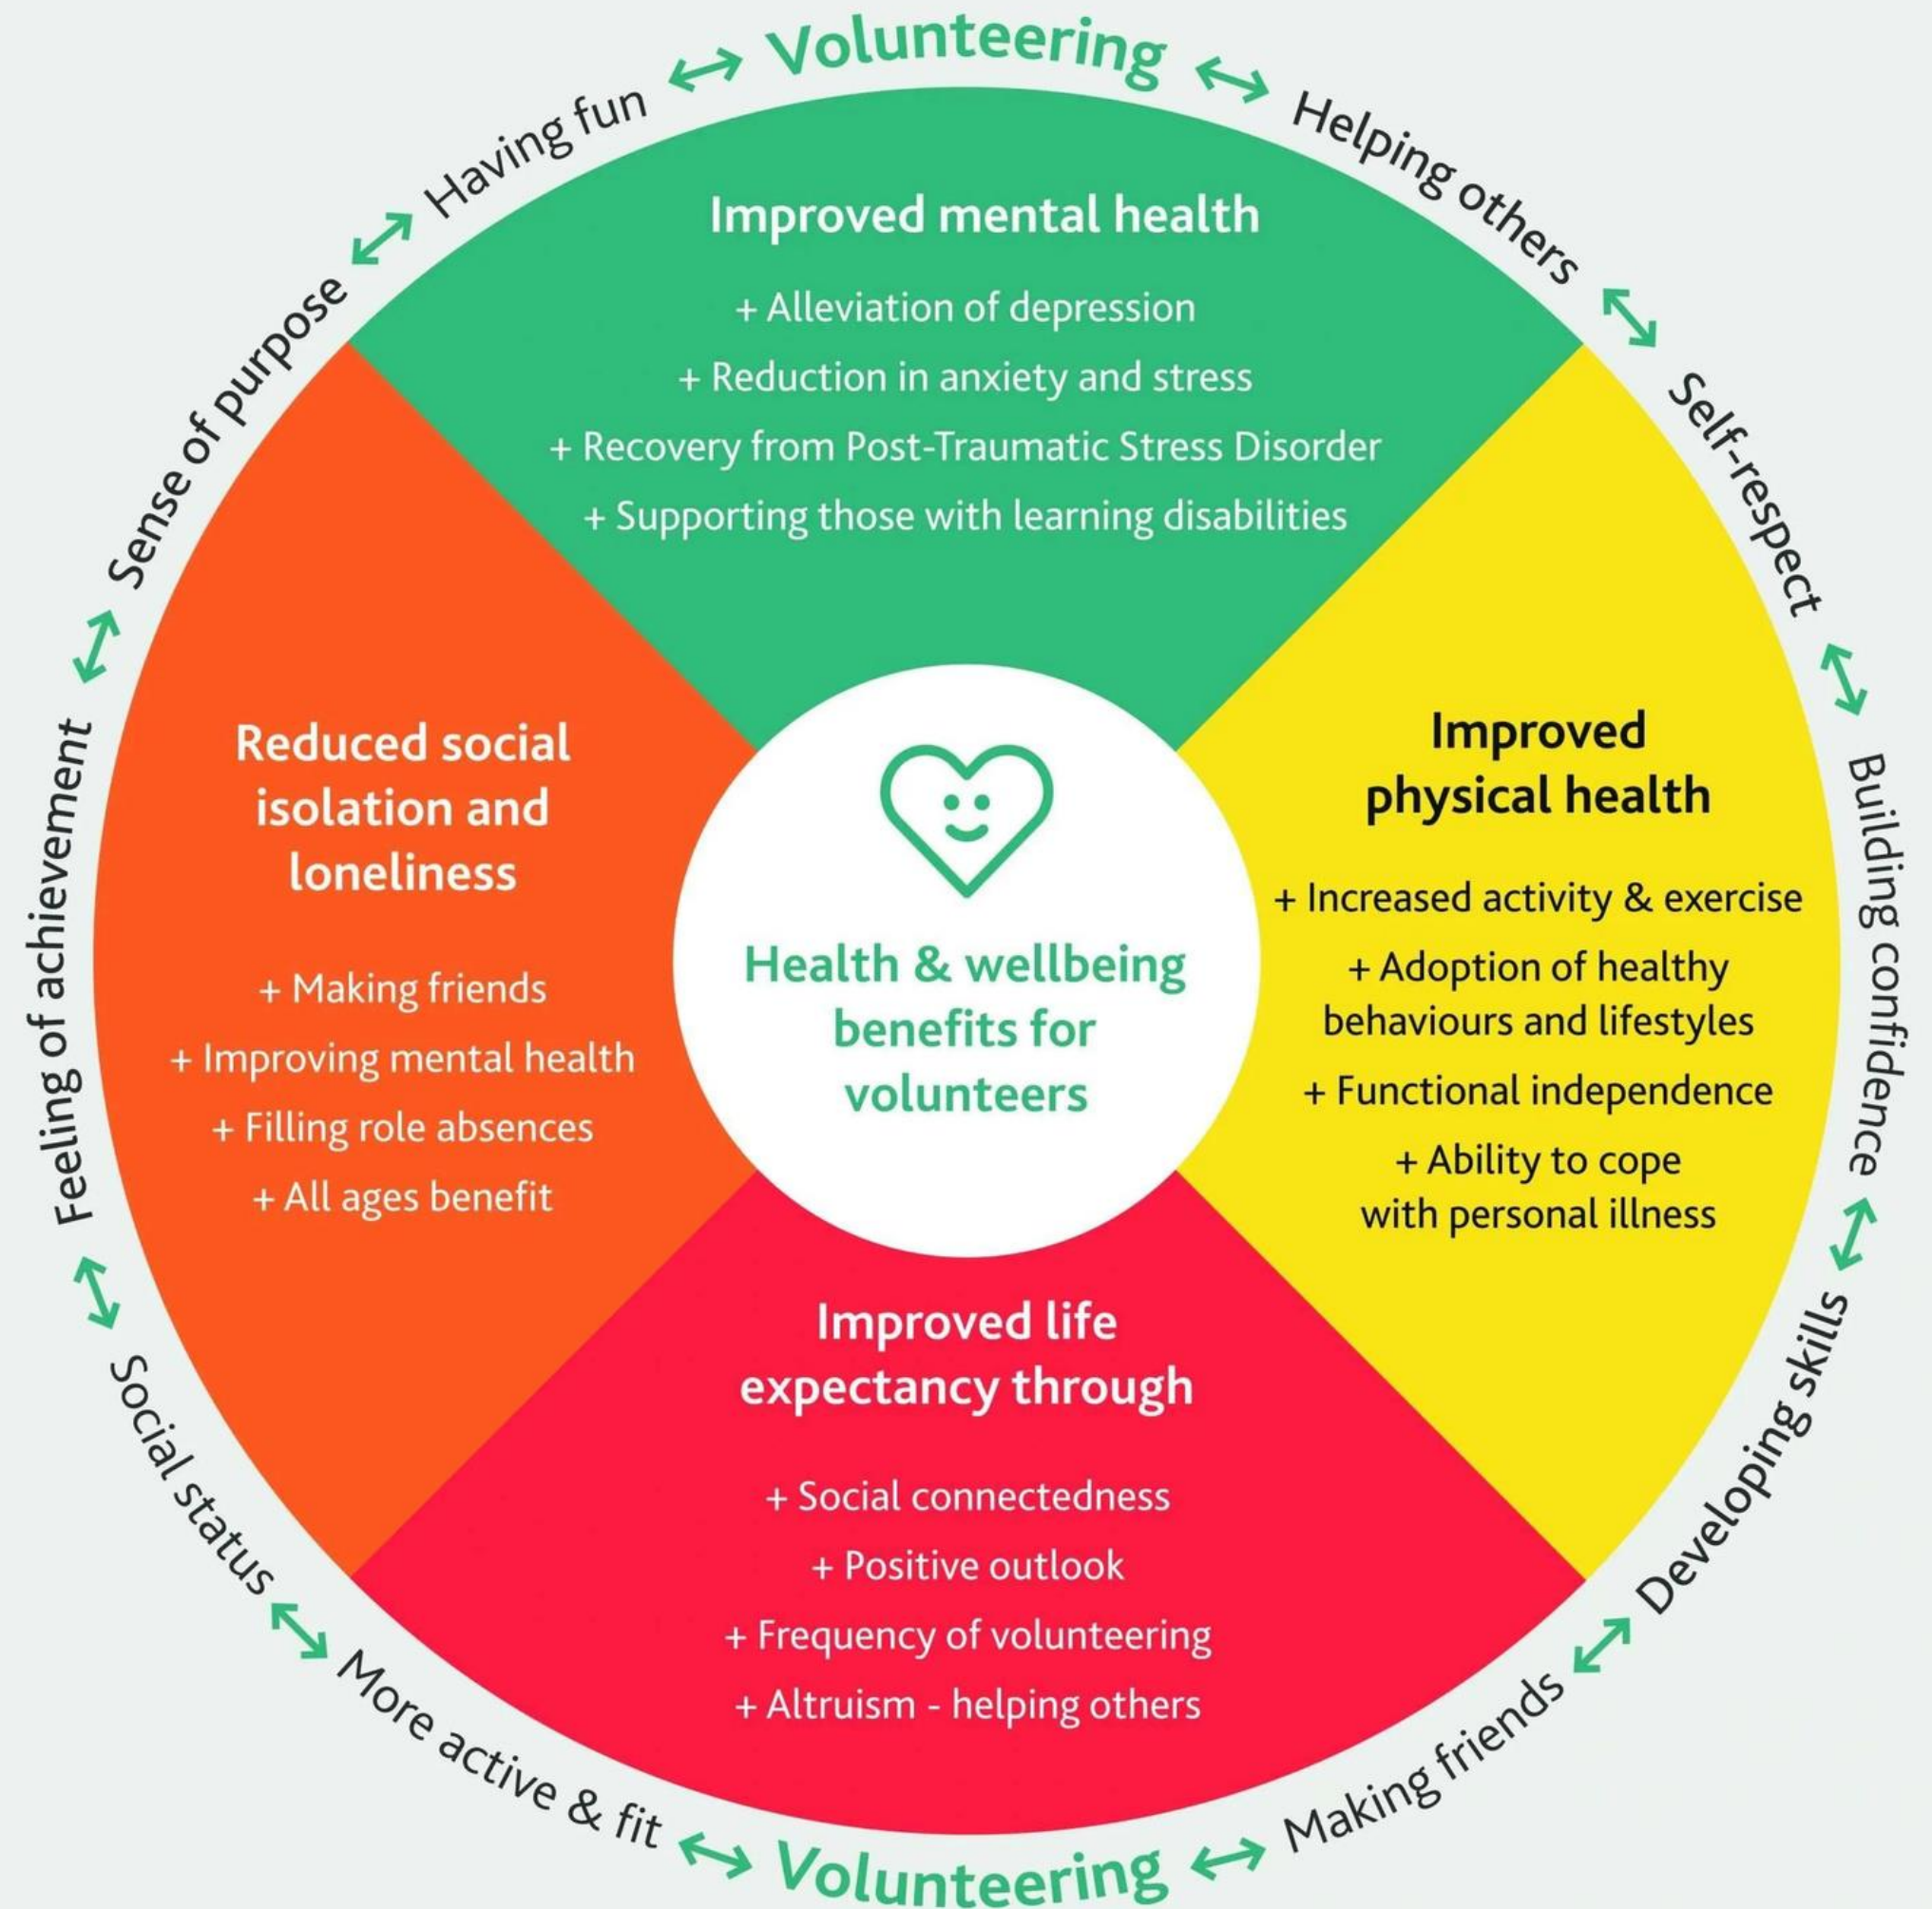 Volunteering
Helping others
Self-respect
Building confidence
Developing skills
Making friends
Volunteering
More active & fit
Social status
Feeling of achievement
Sense of purpose
Having fun
Improved mental health
+ Alleviation of depression
+ Reduction in anxiety and stress
+ Recovery from Post-Traumatic Stress Disorder
+ Supporting those with learning disabilities
Improved
physical health
+ Increased activity & exercise
+ Adoption of healthy
behaviours and lifestyles
+ Functional independence
+ Ability to cope
with personal illness
Improved life
expectancy through
+ Social connectedness
+ Positive outlook
+ Frequency of volunteering
+ Altruism - helping others
Reduced social
isolation and
loneliness
+ Making friends
+ Improving mental health
+ Filling role absences
+ All ages benefit
Health & wellbeing
benefits for
volunteers